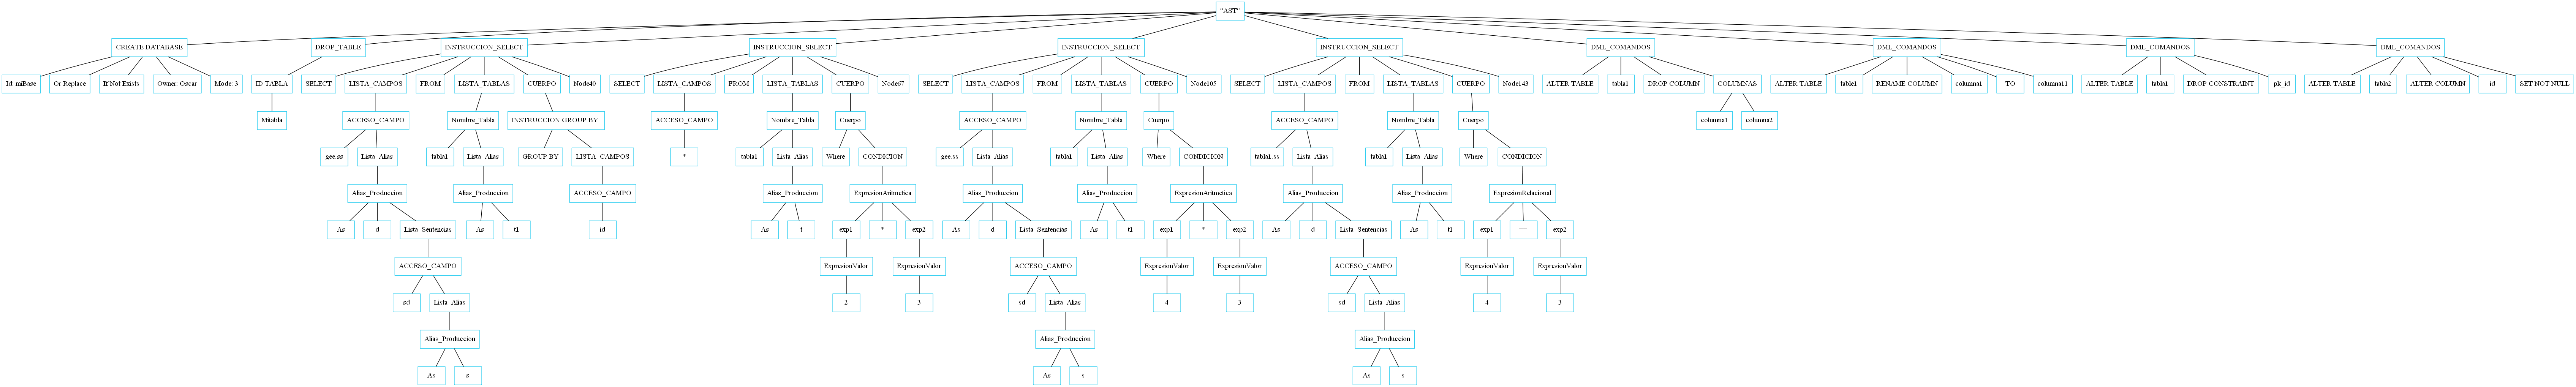 "AST"
CREATE DATABASE DROP_TABLE INSTRUCCION_SELECT INSTRUCCION_SELECT INSTRUCCION_SELECT INSTRUCCION_SELECT DML_COMANDOS DML_COMANDOS DML_COMANDOS DML_COMANDOS
Id: miBase Or Replace If Not Exists Owner: Oscar Mode: 3 ID TABLA SELECT LISTA_CAMPOS FROM LISTA_TABLAS CUERPO Node40 SELECT LISTA_CAMPOS FROM LISTA_TABLAS CUERPO Node67 SELECT LISTA_CAMPOS FROM LISTA_TABLAS CUERPO Node105 SELECT LISTA_CAMPOS FROM LISTA_TABLAS CUERPO Node143 ALTER TABLE tabla1 DROP COLUMN COLUMNAS ALTER TABLE table1 RENAME COLUMN columna1 TO columna11 ALTER TABLE tabla1 DROP CONSTRAINT pk_id ALTER TABLE tabla2 ALTER COLUMN id SET NOT NULL
Mitabla ACCESO_CAMPO Nombre_Tabla INSTRUCCION GROUP BY ACCESO_CAMPO Nombre_Tabla Cuerpo ACCESO_CAMPO Nombre_Tabla Cuerpo ACCESO_CAMPO Nombre_Tabla Cuerpo columna1 columna2
gee.ss Lista_Alias tabla1 Lista_Alias GROUP BY LISTA_CAMPOS * tabla1 Lista_Alias Where CONDICION gee.ss Lista_Alias tabla1 Lista_Alias Where CONDICION tabla1.ss Lista_Alias tabla1 Lista_Alias Where CONDICION
Alias_Produccion Alias_Produccion ACCESO_CAMPO Alias_Produccion ExpresionAritmetica Alias_Produccion Alias_Produccion ExpresionAritmetica Alias_Produccion Alias_Produccion ExpresionRelacional
As d Lista_Sentencias As t1 id As t exp1 * exp2 As d Lista_Sentencias As t1 exp1 * exp2 As d Lista_Sentencias As t1 exp1 == exp2
ACCESO_CAMPO ExpresionValor ExpresionValor ACCESO_CAMPO ExpresionValor ExpresionValor ACCESO_CAMPO ExpresionValor ExpresionValor
sd Lista_Alias 2 3 sd Lista_Alias 4 3 sd Lista_Alias 4 3
Alias_Produccion Alias_Produccion Alias_Produccion
As s As s As s